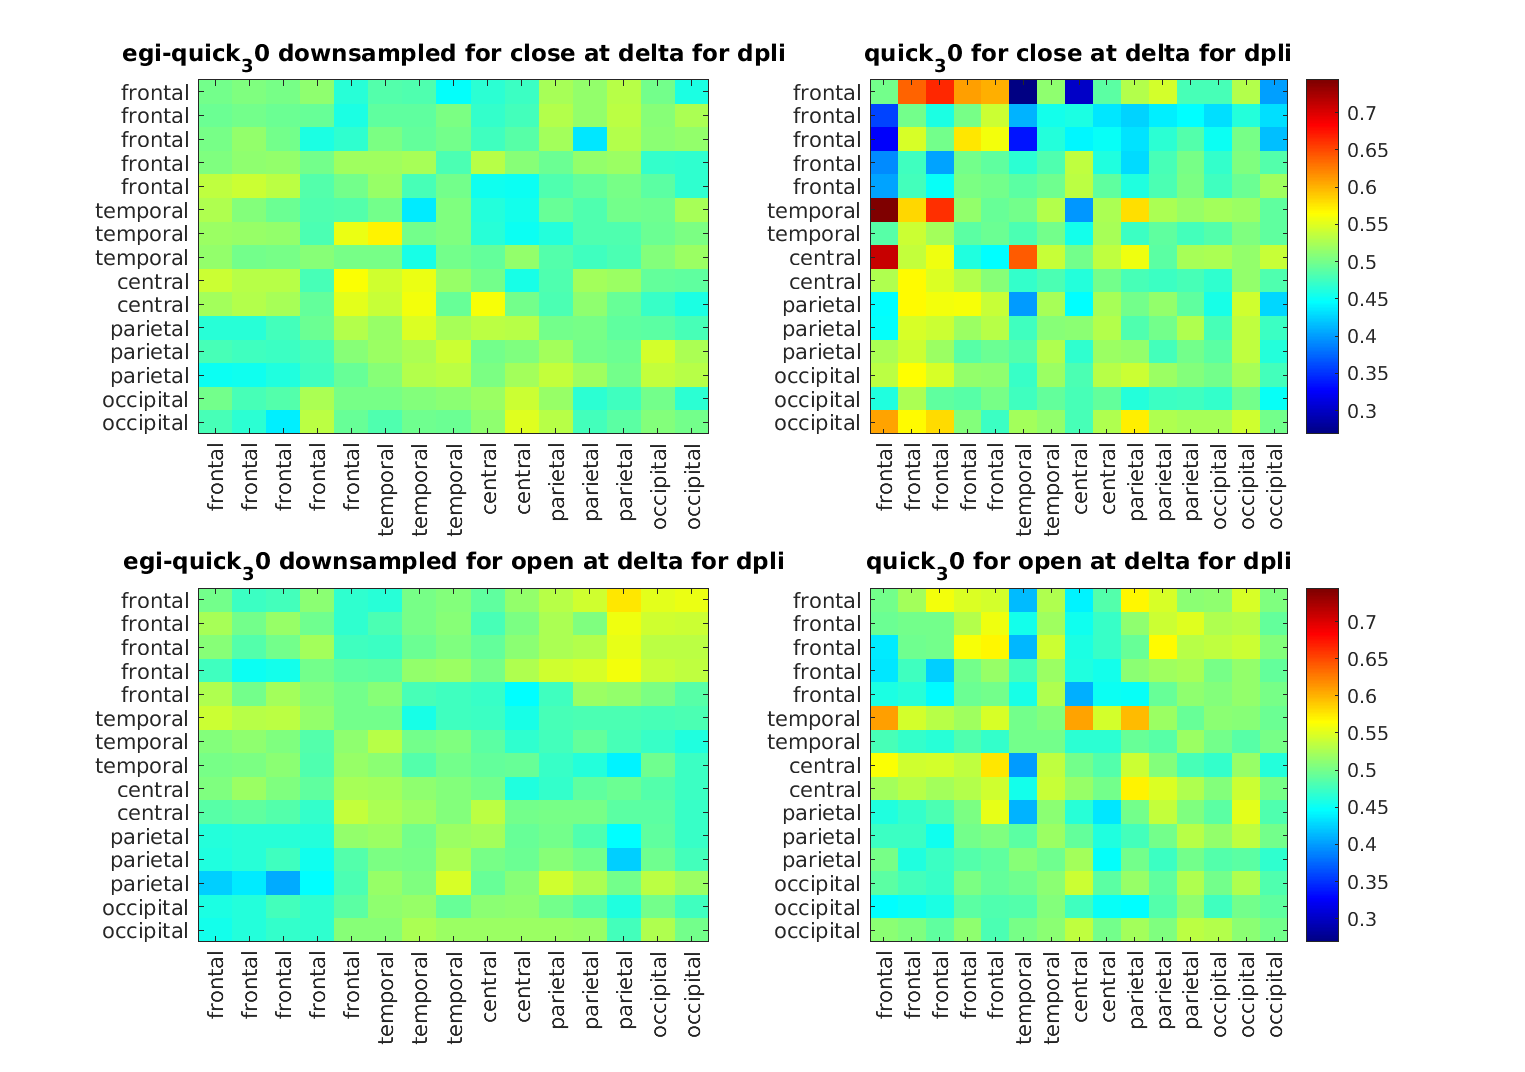 egi-quick₃0 downsampled for close at delta for dpli
frontal
frontal
frontal
frontal
frontal
temporal
temporal
temporal
central
central
parietal
parietal
parietal
occipital
occipital
frontal
frontal
frontal
frontal
frontal
temporal
temporal
temporal
central
central
parietal
parietal
parietal
occipital
occipital
quick₃0 for close at delta for dpli
frontal
frontal
frontal
frontal
frontal
temporal
temporal
central
central
parietal
parietal
parietal
occipital
occipital
occipital
frontal
frontal
frontal
frontal
frontal
temporal
temporal
central
central
parietal
parietal
parietal
occipital
occipital
occipital
0.7
0.65
0.6
0.55
0.5
0.45
0.4
0.35
0.3
egi-quick₃0 downsampled for open at delta for dpli
frontal
frontal
frontal
frontal
frontal
temporal
temporal
temporal
central
central
parietal
parietal
parietal
occipital
occipital
frontal
frontal
frontal
frontal
frontal
temporal
temporal
temporal
central
central
parietal
parietal
parietal
occipital
occipital
quick₃0 for open at delta for dpli
frontal
frontal
frontal
frontal
frontal
temporal
temporal
central
central
parietal
parietal
parietal
occipital
occipital
occipital
frontal
frontal
frontal
frontal
frontal
temporal
temporal
central
central
parietal
parietal
parietal
occipital
occipital
occipital
0.7
0.65
0.6
0.55
0.5
0.45
0.4
0.35
0.3